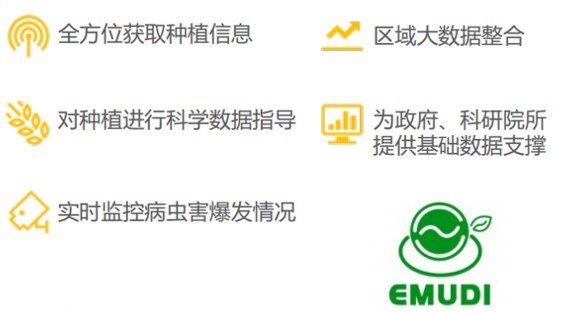 全方位获取种植信息
对种植进行科学数据指导
实时监控病虫害爆发情况
区域大数据整合
为政府、科研院所
提供基础数据支撑
EMUDI